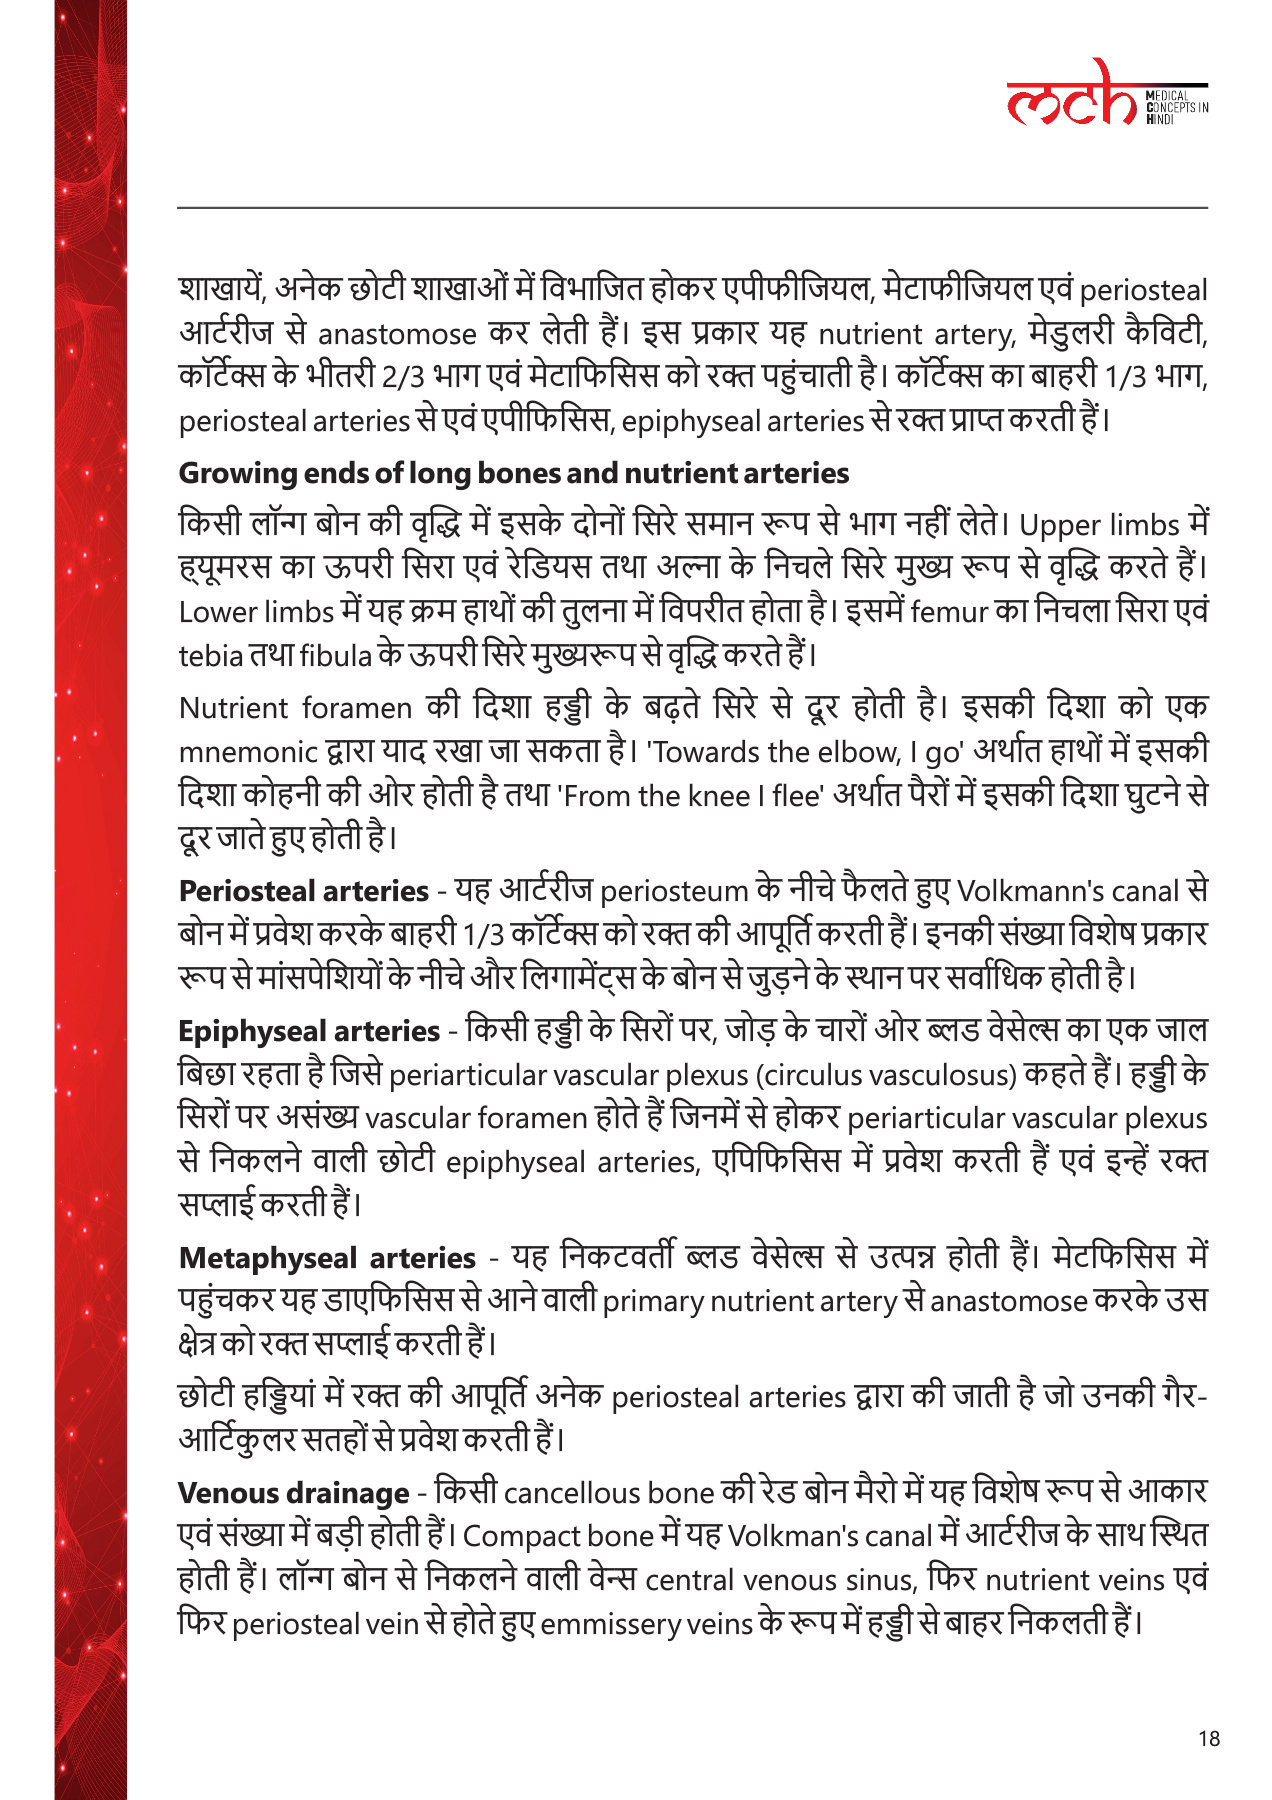 mch MEDICAL
CONCEPTS IN
HINDI
शाखायें, अनेक छोटी शाखाओं में विभाजित होकर एपीफीजियल, मेटाफीजियल एवं periosteal
आर्टरीज से anastomose कर लेती हैं। इस प्रकार यह nutrient artery, मेडुलरी कैविटी,
कॉर्टेक्स के भीतरी 2/3 भाग एवं मेटाफिसिस को रक्त पहुंचाती है। कॉर्टेक्स का बाहरी 1/3 भाग,
periosteal arteries से एवं एपीफिसिस, epiphyseal arteries से रक्त प्राप्त करती हैं।
Growing ends of long bones and nutrient arteries
किसी लॉन्ग बोन की वृद्धि में इसके दोनों सिरे समान रूप से भाग नहीं लेते। Upper limbs में
ह्यूमरस का ऊपरी सिरा एवं रेडियस तथा अल्ना के निचले सिरे मुख्य रूप से वृद्धि करते हैं।
Lower limbs में यह क्रम हाथों की तुलना में विपरीत होता है। इसमें femur का निचला सिरा एवं
tebia तथा fibula के ऊपरी सिरे मुख्यरूप से वृद्धि करते हैं।
Nutrient foramen की दिशा हड्डी के बढ़ते सिरे से दूर होती है। इसकी दिशा को एक
mnemonic द्वारा याद रखा जा सकता है। 'Towards the elbow, I go' अर्थात हाथों में इसकी
दिशा कोहनी की ओर होती है तथा 'From the knee I flee' अर्थात पैरों में इसकी दिशा घुटने से
दूर जाते हुए होती है।
Periosteal arteries - यह आर्टरीज periosteum के नीचे फैलते हुए Volkmann's canal से
बोन में प्रवेश करके बाहरी 1/3 कॉर्टेक्स को रक्त की आपूर्ति करती हैं। इनकी संख्या विशेष प्रकार
रूप से मांसपेशियों के नीचे और लिगामेंट्स के बोन से जुड़ने के स्थान पर सर्वाधिक होती है।
Epiphyseal arteries - किसी हड्डी के सिरों पर, जोड़ के चारों ओर ब्लड वेसेल्स का एक जाल
बिछा रहता है जिसे periarticular vascular plexus (circulus vasculosus) कहते हैं। हड्डी के
सिरों पर असंख्य vascular foramen होते हैं जिनमें से होकर periarticular vascular plexus
से निकलने वाली छोटी epiphyseal arteries, एपिफिसिस में प्रवेश करती हैं एवं इन्हें रक्त
सप्लाई करती हैं।
Metaphyseal arteries - यह निकटवर्ती ब्लड वेसेल्स से उत्पन्न होती हैं। मेटफिसिस में
पहुंचकर यह डाएफिसिस से आने वाली primary nutrient artery से anastomose करके उस
क्षेत्र को रक्त सप्लाई करती हैं।
छोटी हड्डियां में रक्त की आपूर्ति अनेक periosteal arteries द्वारा की जाती है जो उनकी गैर-
आर्टिकुलर सतहों से प्रवेश करती हैं।
Venous drainage - किसी cancellous bone की रेड बोन मैरो में यह विशेष रूप से आकार
एवं संख्या में बड़ी होती हैं। Compact bone में यह Volkman's canal में आर्टरीज के साथ स्थित
होती हैं। लॉन्ग बोन से निकलने वाली वेन्स central venous sinus, फिर nutrient veins एवं
फिर periosteal vein से होते हुए emmissery veins के रूप में हड्डी से बाहर निकलती हैं।
18